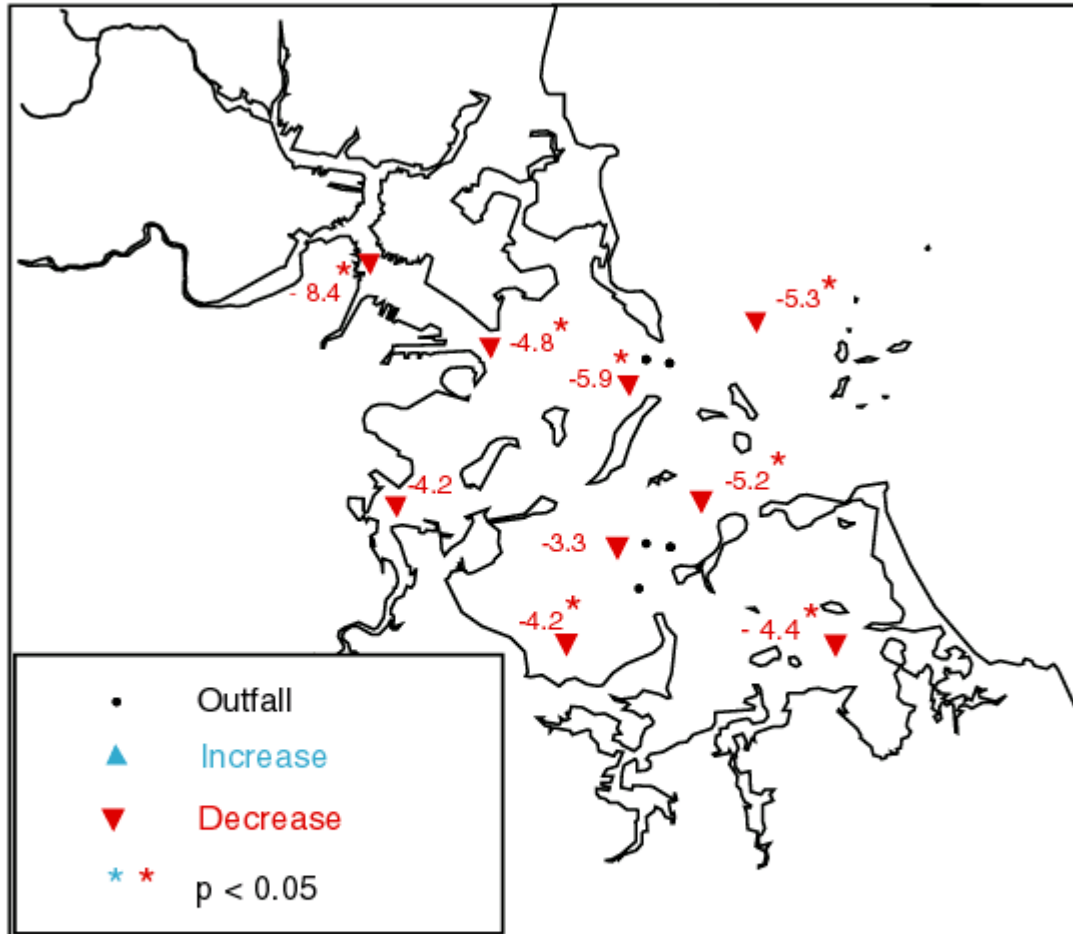 -5.3*
- 8.4*
-4.8*
-5.9*
-4.2
-5.2*
-3.3
-4.2*
- 4.4*
Outfall
Increase
Decrease
* * p < 0.05